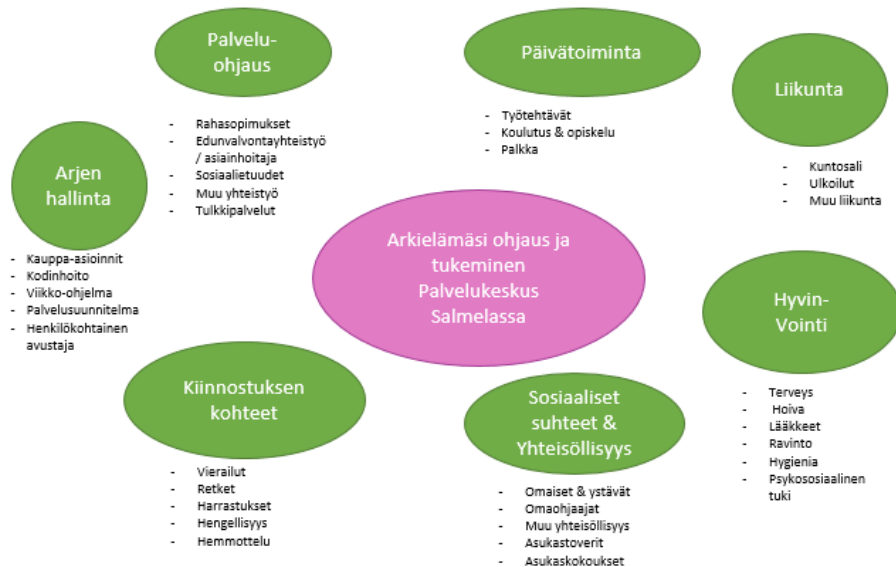 Palvelu-
ohjaus
- Rahasopimukset
- Edunvalvontayhteistyö
/ asiainhoitaja
- Sosiaalietuudet
- Muu yhteistyö
- Tulkkipalvelut
Päivätoiminta
- Työtehtävät
- Koulutus & opiskelu
- Palkka
Liikunta
- Kuntosali
- Ulkoilut
- Muu liikunta
Arjen
hallinta
- Kauppa-asioinnit
- Kodinhoito
- Viikko-ohjelma
- Palvelusuunnitelma
- Henkilökohtainen
avustaja
Arkielämäsi ohjaus ja
tukeminen
Palvelukeskus
Salmelassa
Hyvin-
Vointi
- Terveys
- Hoiva
- Lääkkeet
- Ravinto
- Hygienia
- Psykososiaalinen
tuki
Kiinnostuksen
kohteet
- Vierailut
- Retket
- Harrastukset
- Hengellisyys
- Hemmottelu
Sosiaaliset
suhteet &
Yhteisöllisyys
- Omaiset & ystävät
- Omaohjaajat
- Muu yhteisöllisyys
- Asukastoverit
- Asukaskokoukset